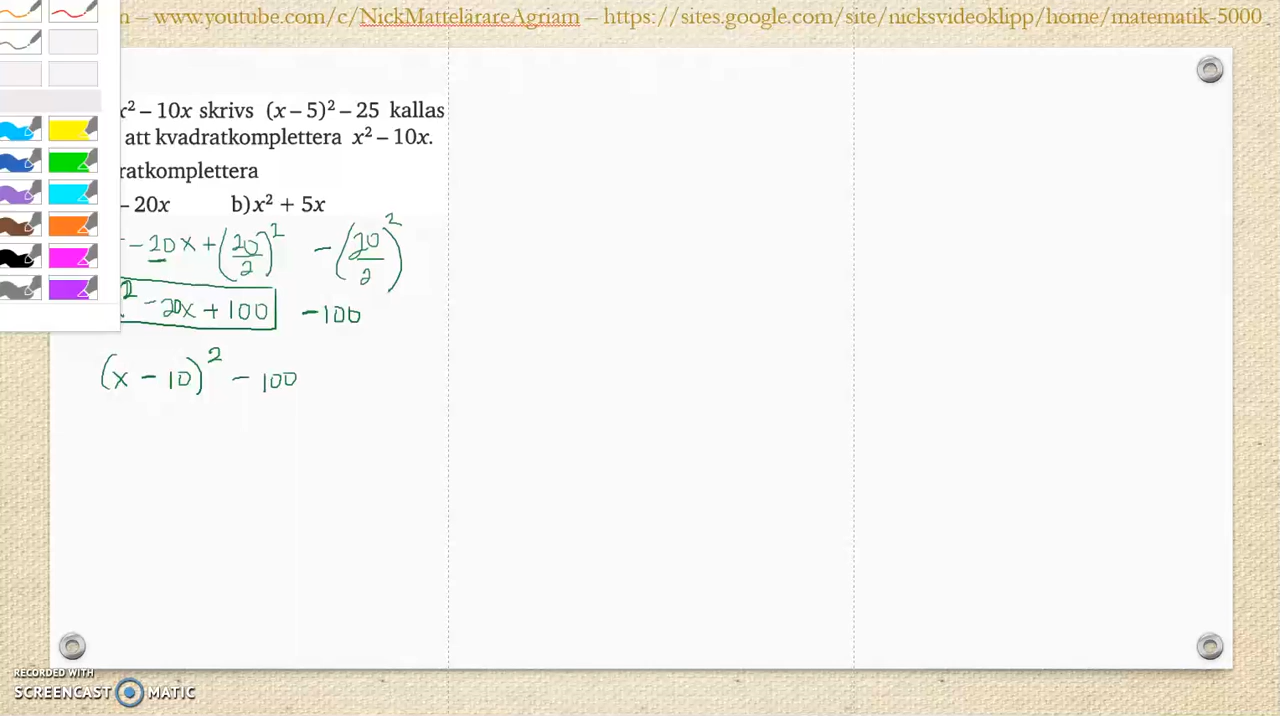 – www.youtube.com/c/NickMattelärareAgnam – https://sites.google.com/site/nicksvideoklipp/home/matematik-5000
x² – 10x skrivs (x – 5)² – 25 kallas
att kvadratkomplettera x² – 10x.
ratkomplettera
– 20x b) x² + 5x
– 20x + (20/2)² – (20/2)²
² – 20x + 100 – 100
(x – 10)² – 100
RECORDED WITH
SCREENCAST MATIC